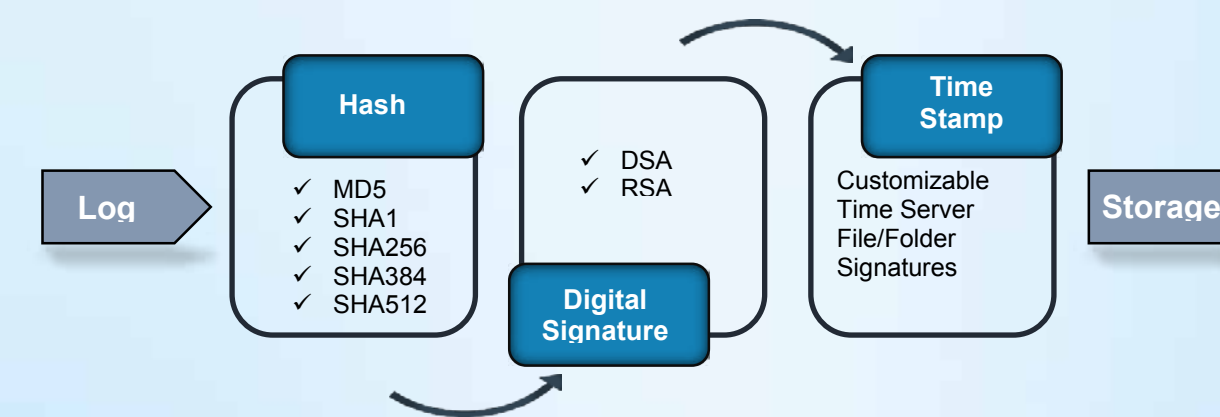 Log
Hash
✓ MD5
✓ SHA1
✓ SHA256
✓ SHA384
✓ SHA512
✓ DSA
✓ RSA
Digital
Signature
Time
Stamp
Customizable
Time Server
File/Folder
Signatures
Storage